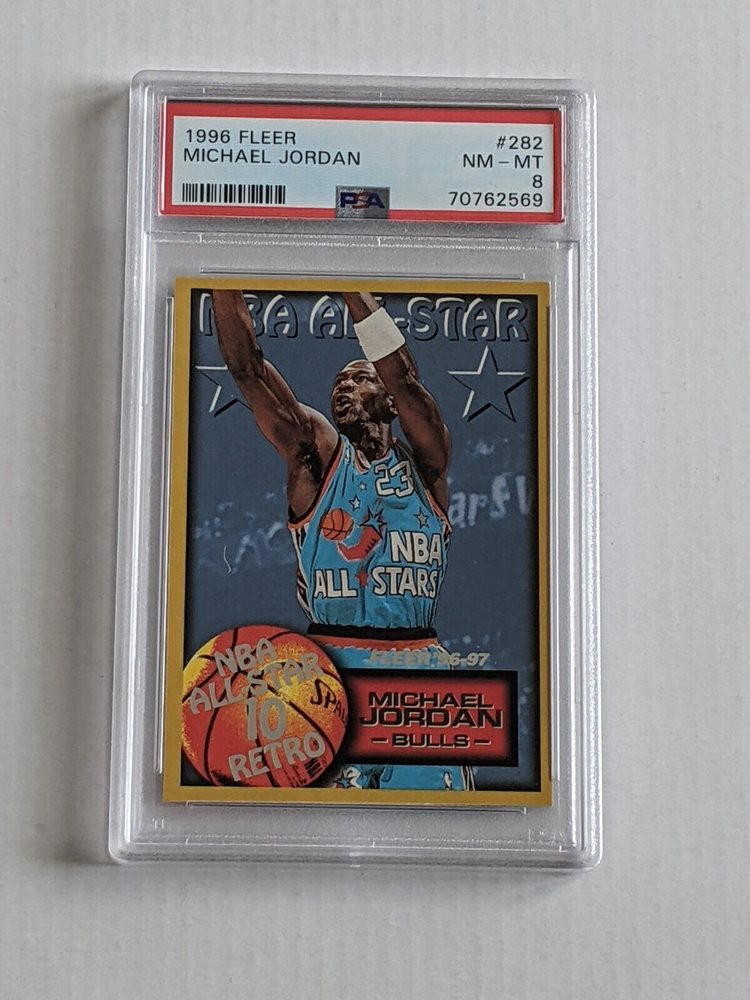 1996 FLEER #282
MICHAEL JORDAN NM - MT
8
PSA 70762569
NBA ALL-STAR
23
NBA
ALL STARS
FLEER '96-97
NBA
ALL STAR
10
RETRO
SPAL
MICHAEL
JORDAN
- BULLS -